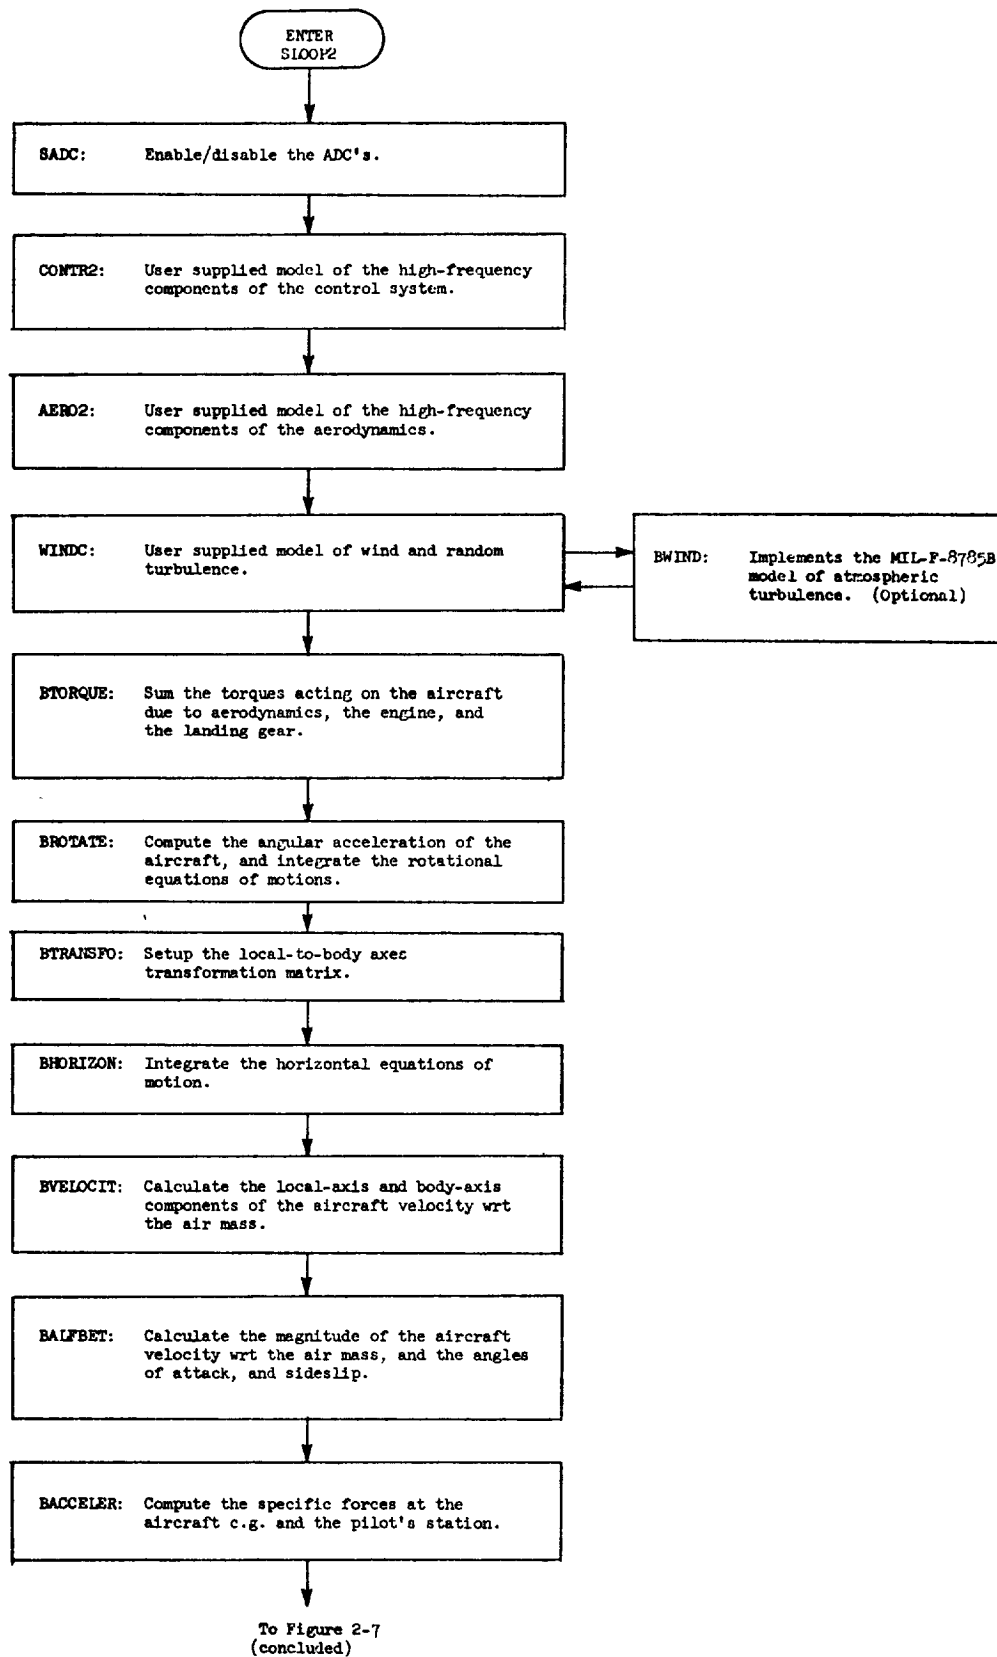 ENTER
SLOOP2
SADC: Enable/disable the ADC's.
CONTR2: User supplied model of the high-frequency
components of the control system.
AERO2: User supplied model of the high-frequency
components of the aerodynamics.
WINDC: User supplied model of wind and random
turbulence.
BWIND: Implements the MIL-F-8785B
model of atmospheric
turbulence. (Optional)
BTORQUE: Sum the torques acting on the aircraft
due to aerodynamics, the engine, and
the landing gear.
BROTATE: Compute the angular acceleration of the
aircraft, and integrate the rotational
equations of motions.
BTRANSFO: Setup the local-to-body axes
transformation matrix.
BHORIZON: Integrate the horizontal equations of
motion.
BVELOCIT: Calculate the local-axis and body-axis
components of the aircraft velocity wrt
the air mass.
BALFBET: Calculate the magnitude of the aircraft
velocity wrt the air mass, and the angles
of attack, and sideslip.
BACCELER: Compute the specific forces at the
aircraft c.g. and the pilot's station.
To Figure 2-7
(concluded)